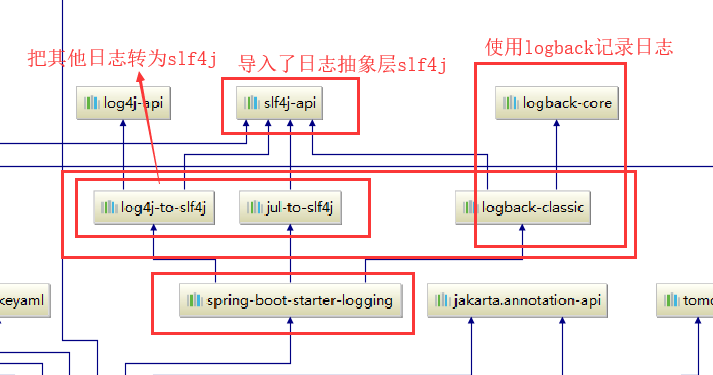 使用logback记录日志
把其他日志转为slf4j
导入了日志抽象层slf4j
log4j-api
slf4j-api
logback-core
log4j-to-slf4j
jul-to-slf4j
logback-classic
keyaml
spring-boot-starter-logging
jakarta.annotation-api
tomc